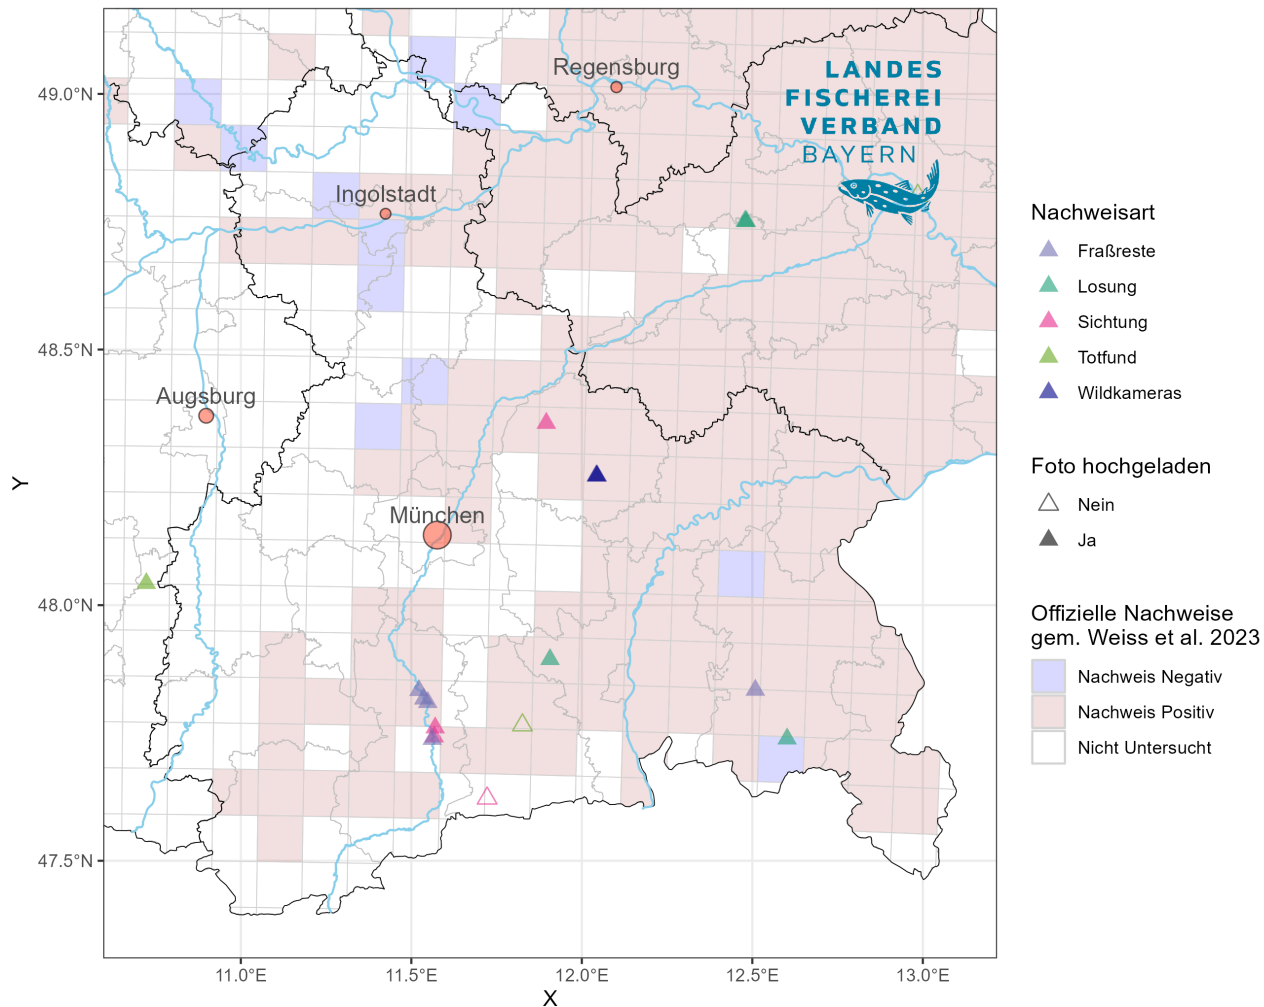 Regensburg
LANDES
FISCHEREI
VERBAND
BAYERN
49.0°N
Ingolstadt
48.5°N
Augsburg
München
48.0°N
47.5°N
Y
11.0°E
11.5°E
12.0°E
12.5°E
13.0°E
X
Nachweisart
Fraßreste
Losung
Sichtung
Totfund
Wildkameras
Foto hochgeladen
Nein
Ja
Offizielle Nachweise
gem. Weiss et al. 2023
Nachweis Negativ
Nachweis Positiv
Nicht Untersucht